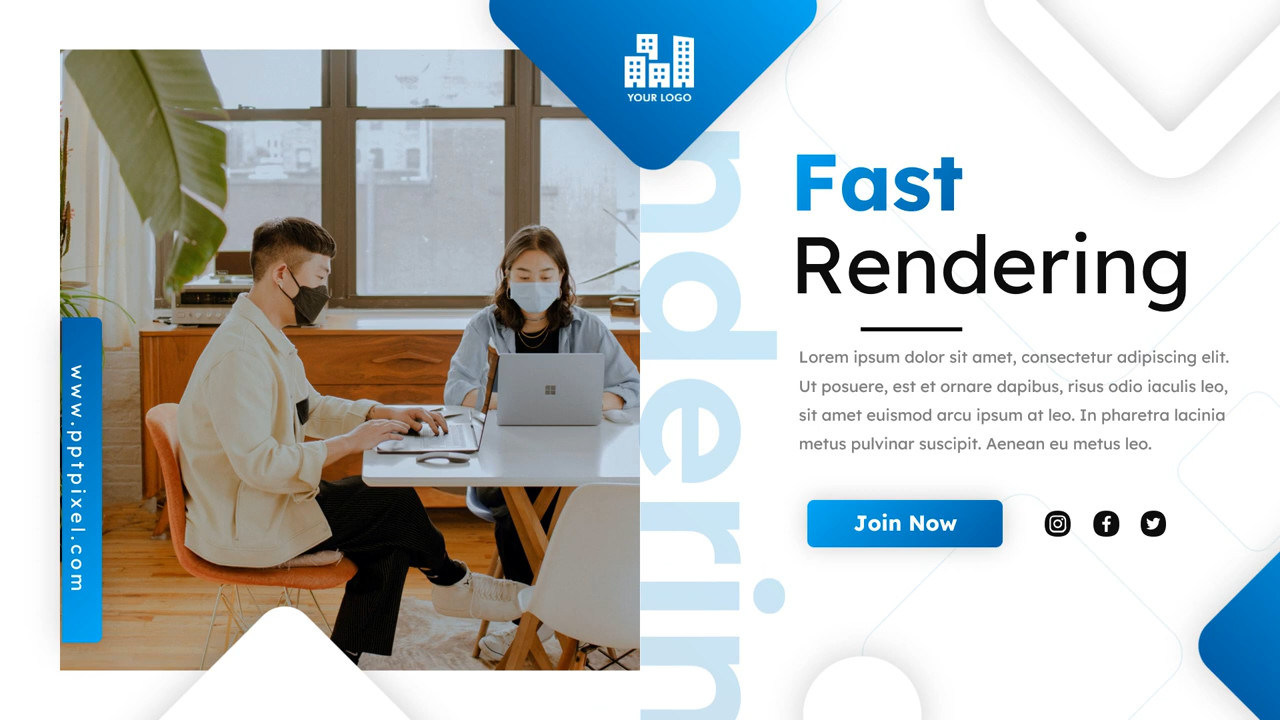 YOUR LOGO
www.pptpixel.com
nderin
Fast
Rendering
Lorem ipsum dolor sit amet, consectetur adipiscing elit.
Ut posuere, est et ornare dapibus, risus odio iaculis leo,
sit amet euismod arcu ipsum at leo. In pharetra lacinia
metus pulvinar suscipit. Aenean eu metus leo.
Join Now